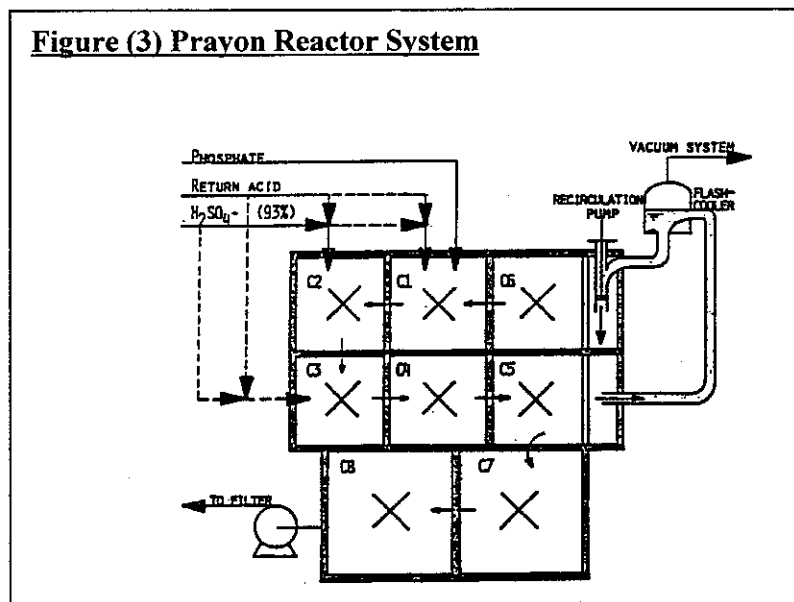 Figure (3) Prayon Reactor System
PHOSPHATE
RETURN ACID
H2SO4- (93%)
VACUUM SYSTEM
RECIRCULATION
PUMP
FLASH-
COOLER
C2
C1
C6
C3
C4
C5
C8
C7
TO FILTER